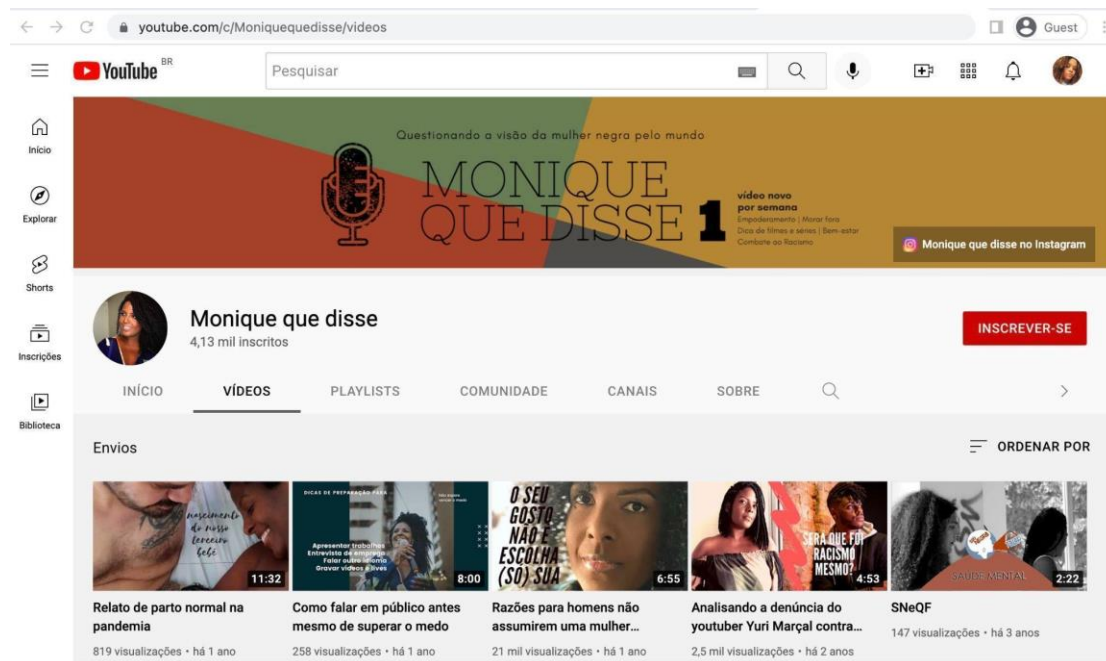 youtube.com/c/Moniquequedisse/videos
Guest
YouTube BR
Pesquisar
Início
Explorar
Shorts
Inscrições
Biblioteca
Questionando a visão da mulher negra pelo mundo
MONIQUE
QUE DISSE
1
vídeo novo
por semana
Empoderamento | Morar fora
Dica de filmes e séries | Bem-estar
Combate ao Racismo
Monique que disse no Instagram
Monique que disse
4,13 mil inscritos
INSCREVER-SE
INÍCIO VÍDEOS PLAYLISTS COMUNIDADE CANAIS SOBRE
Envios
ORDENAR POR
nascimento
do nosso
terceiro
bebê
11:32
Relato de parto normal na
pandemia
819 visualizações • há 1 ano
DICAS DE PREPARAÇÃO PARA
Apresentar trabalhos
Entrevista de emprego
Falar outro idioma
Gravar vídeos e lives
8:00
Como falar em público antes
mesmo de superar o medo
258 visualizações • há 1 ano
O SEU
GOSTO
NÃO É
ESCOLHA
(SÓ) SUA
6:55
Razões para homens não
assumirem uma mulher...
21 mil visualizações • há 1 ano
SERÁ QUE FOI
RACISMO
MESMO?
4:53
Analisando a denúncia do
youtuber Yuri Marçal contra...
2,5 mil visualizações • há 2 anos
SAÚDE MENTAL
2:22
SNeQF
147 visualizações • há 3 anos